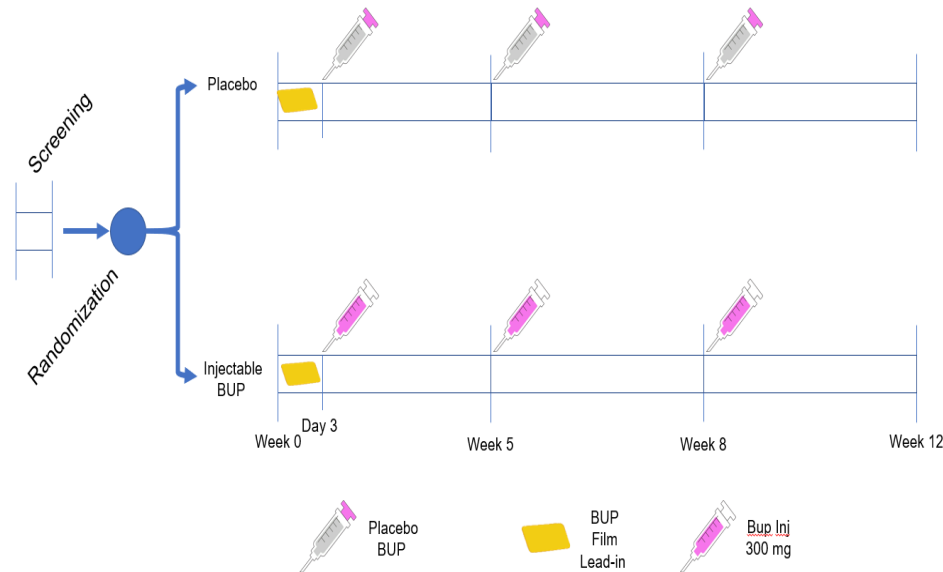 Screening
Randomization
Placebo
Injectable
BUP
Week 0
Day 3
Week 5
Week 8
Week 12
Placebo
BUP
BUP
Film
Lead-in
Bup Inj
300 mg